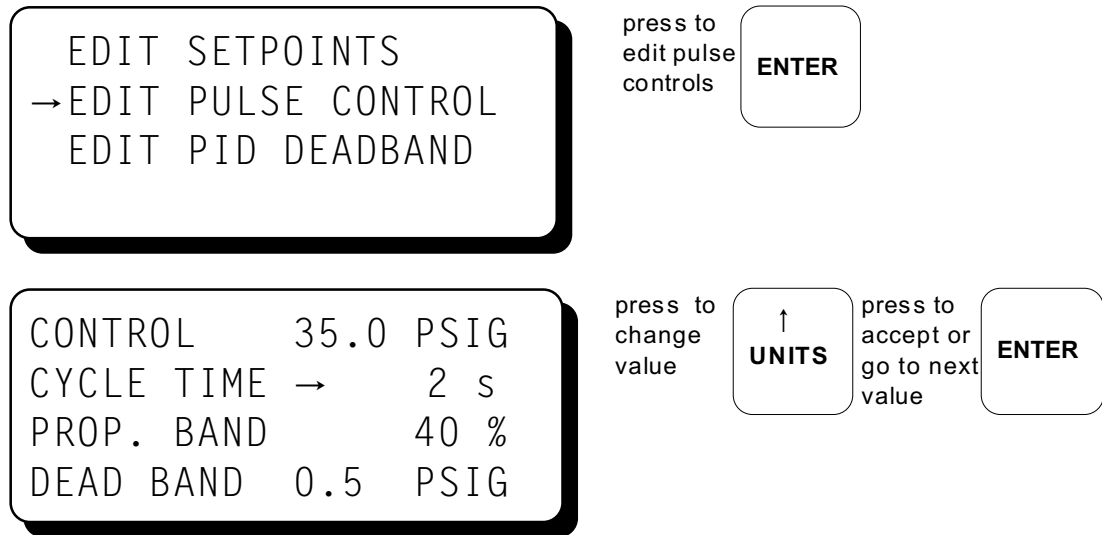 EDIT SETPOINTS
→EDIT PULSE CONTROL
EDIT PID DEADBAND
press to
edit pulse
controls
ENTER
CONTROL 35.0 PSIG
CYCLE TIME → 2 s
PROP. BAND 40 %
DEAD BAND 0.5 PSIG
press to
change
value
↑
UNITS
press to
accept or
go to next
value
ENTER